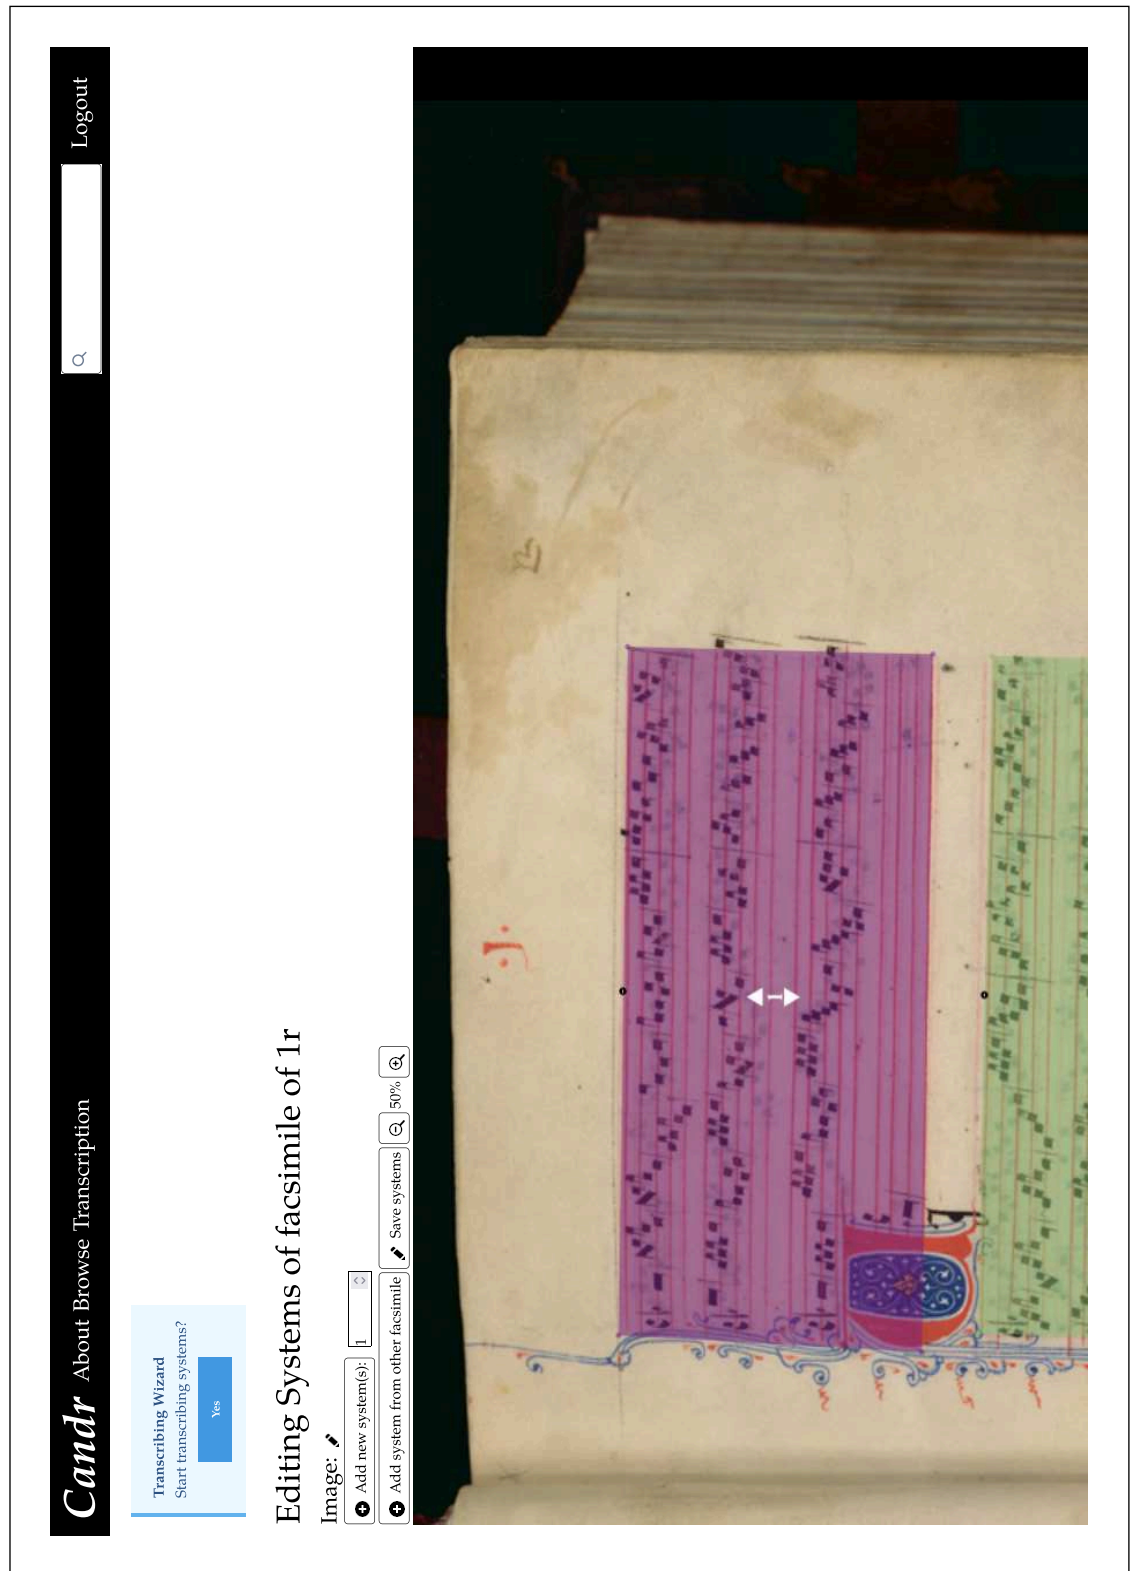 Candr About Browse Transcription Logout
Transcribing Wizard
Start transcribing systems?
Yes
Editing Systems of facsimile of 1r
Image:
Add new system(s): 1
Add system from other facsimile Save systems 50%
·I·
1